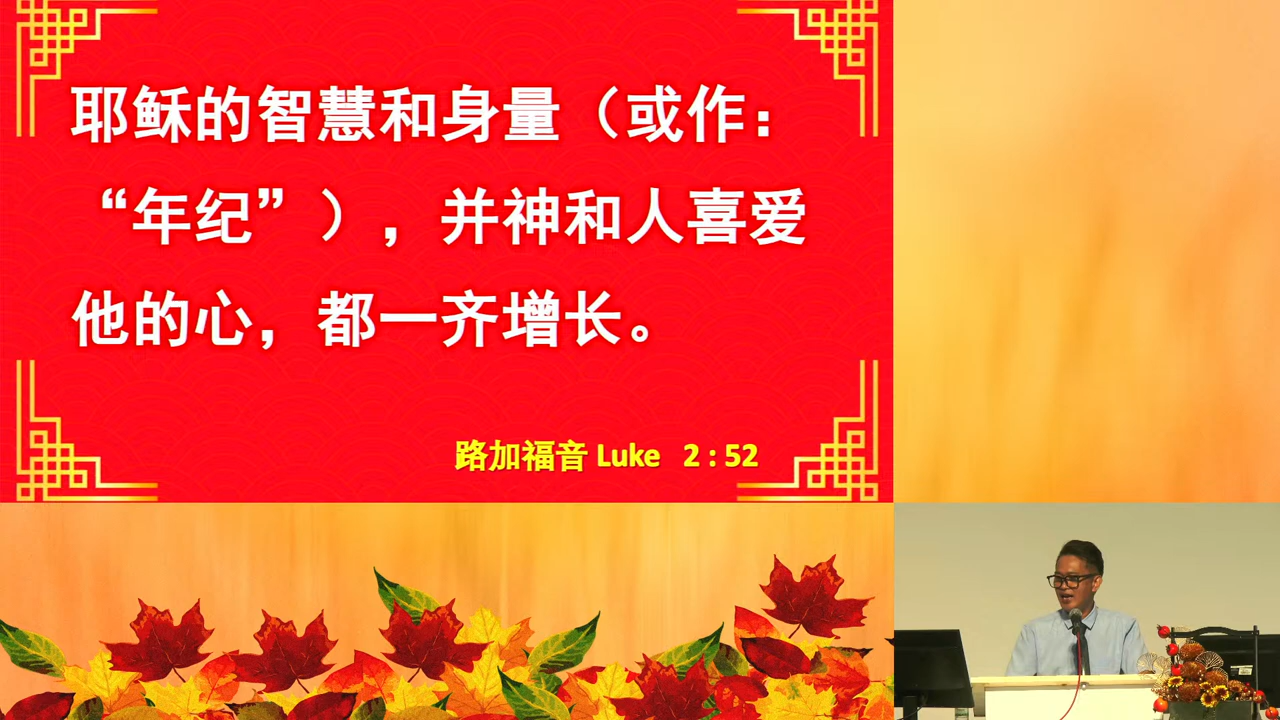 耶稣的智慧和身量（或作：
“年纪”），并神和人喜爱
他的心，都一齐增长。
路加福音 Luke 2 : 52